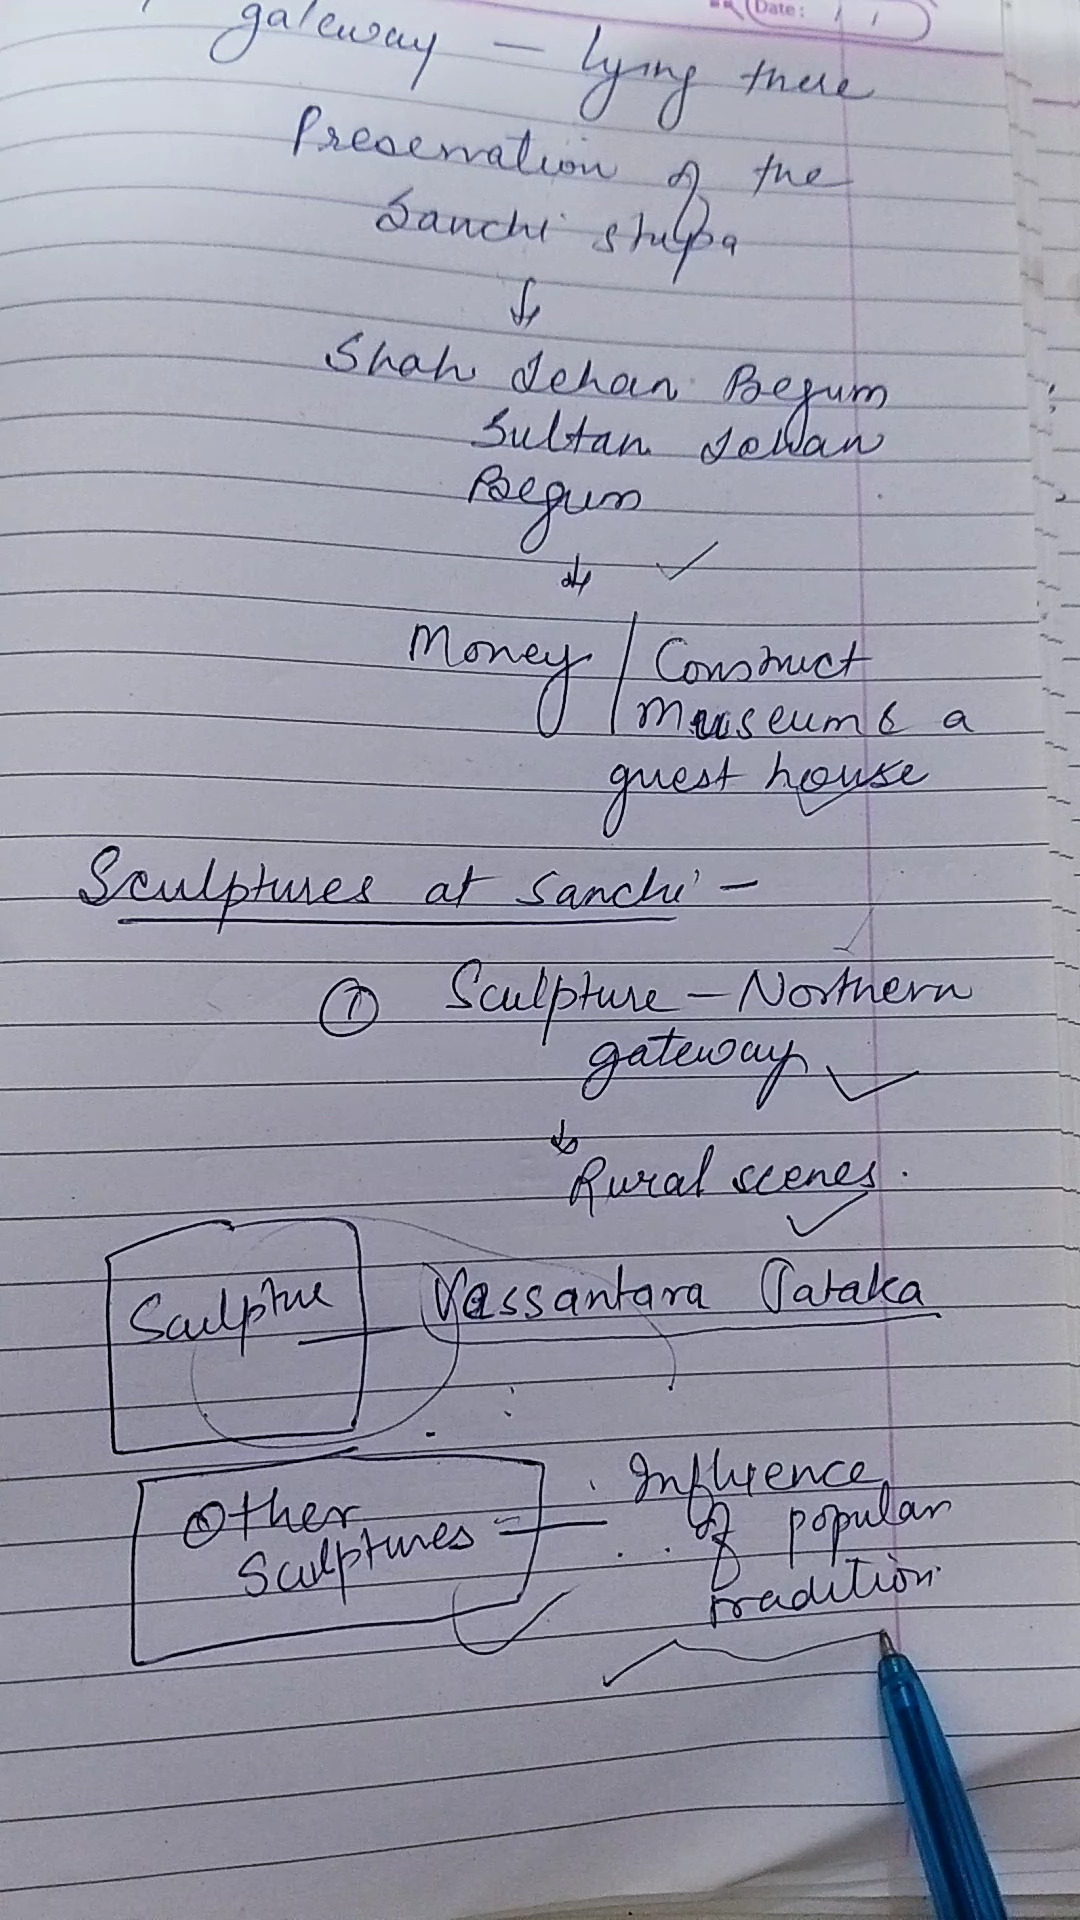 Date: / /
gateway — lying there
Preservation of the
Sanchi stupa
Shah Jehan Begum
Sultan Jehan
Begum
Money / Construct
museum & a
guest house
Sculptures at Sanchi —
① Sculpture — Northern
gateway
Rural scenes.
Sculpture — Vessantara Jataka
Other Sculptures — Influence
of popular
tradition